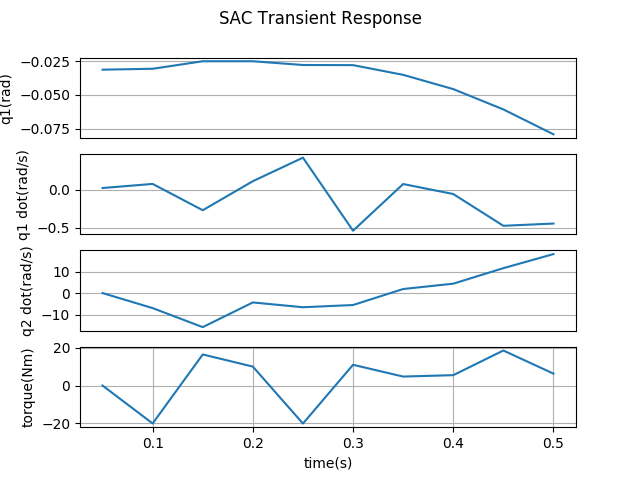 SAC Transient Response
−0.025
−0.050
−0.075
q1(rad)
0.0
−0.5
q1 dot(rad/s)
10
0
−10
q2 dot(rad/s)
20
0
−20
torque(Nm)
0.1 0.2 0.3 0.4 0.5
time(s)